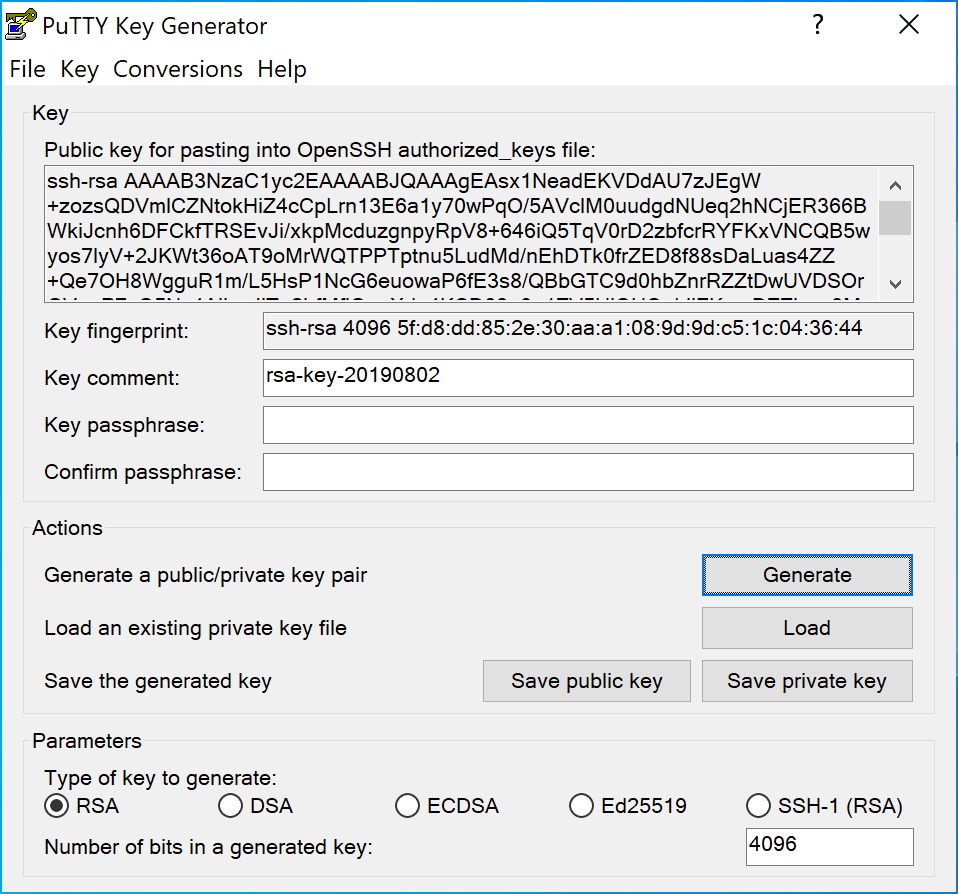 PuTTY Key Generator
?
File Key Conversions Help
Key
Public key for pasting into OpenSSH authorized_keys file:
ssh-rsa AAAAB3NzaC1yc2EAAAABJQAAAgEAsx1NeadEKVDdAU7zJEgW
+zozsQDVmlCZNtokHiZ4cCpLrn13E6a1y70wPqO/5AVclM0uudgdNUeq2hNCjER366B
WkiJcnh6DFCkfTRSEvJi/xkpMcduzgnpyRpV8+646iQ5TqV0rD2zbfcrRYFKxVNCQB5w
yos7lyV+2JKWt36oAT9oMrWQTPPTptnu5LudMd/nEhDTk0frZED8f88sDaLuas4ZZ
+Qe7OH8WgguR1m/L5HsP1NcG6euowaP6fE3s8/QBbGTC9d0hbZnrRZZtDwUVDSOr
Key fingerprint:
ssh-rsa 4096 5f:d8:dd:85:2e:30:aa:a1:08:9d:9d:c5:1c:04:36:44
Key comment:
rsa-key-20190802
Key passphrase:
Confirm passphrase:
Actions
Generate a public/private key pair
Generate
Load an existing private key file
Load
Save the generated key
Save public key
Save private key
Parameters
Type of key to generate:
RSA DSA ECDSA Ed25519 SSH-1 (RSA)
Number of bits in a generated key:
4096